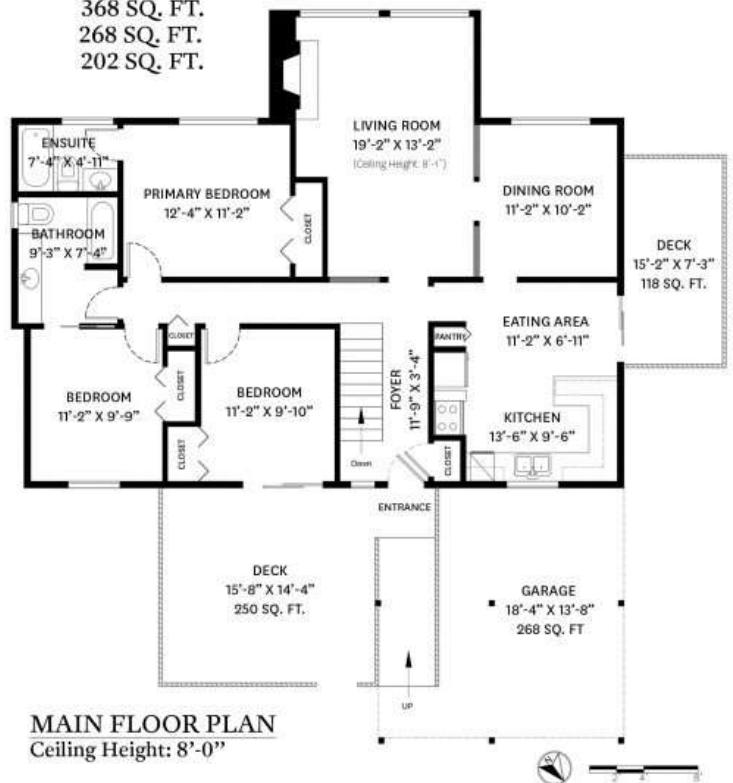 368 SQ. FT.
268 SQ. FT.
202 SQ. FT.
LIVING ROOM
19'-2" X 13'-2"
(Ceiling Height: 8'-1")
ENSUITE
7'-4" X 4'-11"
PRIMARY BEDROOM
12'-4" X 11'-2"
CLOSET
DINING ROOM
11'-2" X 10'-2"
DECK
15'-2" X 7'-3"
118 SQ. FT.
BATHROOM
9'-3" X 7'-4"
EATING AREA
11'-2" X 6'-11"
PANTRY
CLOSET
BEDROOM
11'-2" X 9'-9"
CLOSET
CLOSET
BEDROOM
11'-2" X 9'-10"
Down
FOYER
11'-9" X 3'-4"
CLOSET
KITCHEN
13'-6" X 9'-6"
ENTRANCE
DECK
15'-8" X 14'-4"
250 SQ. FT.
UP
GARAGE
18'-4" X 13'-8"
268 SQ. FT
MAIN FLOOR PLAN
Ceiling Height: 8'-0"
N
2' 4' 8'